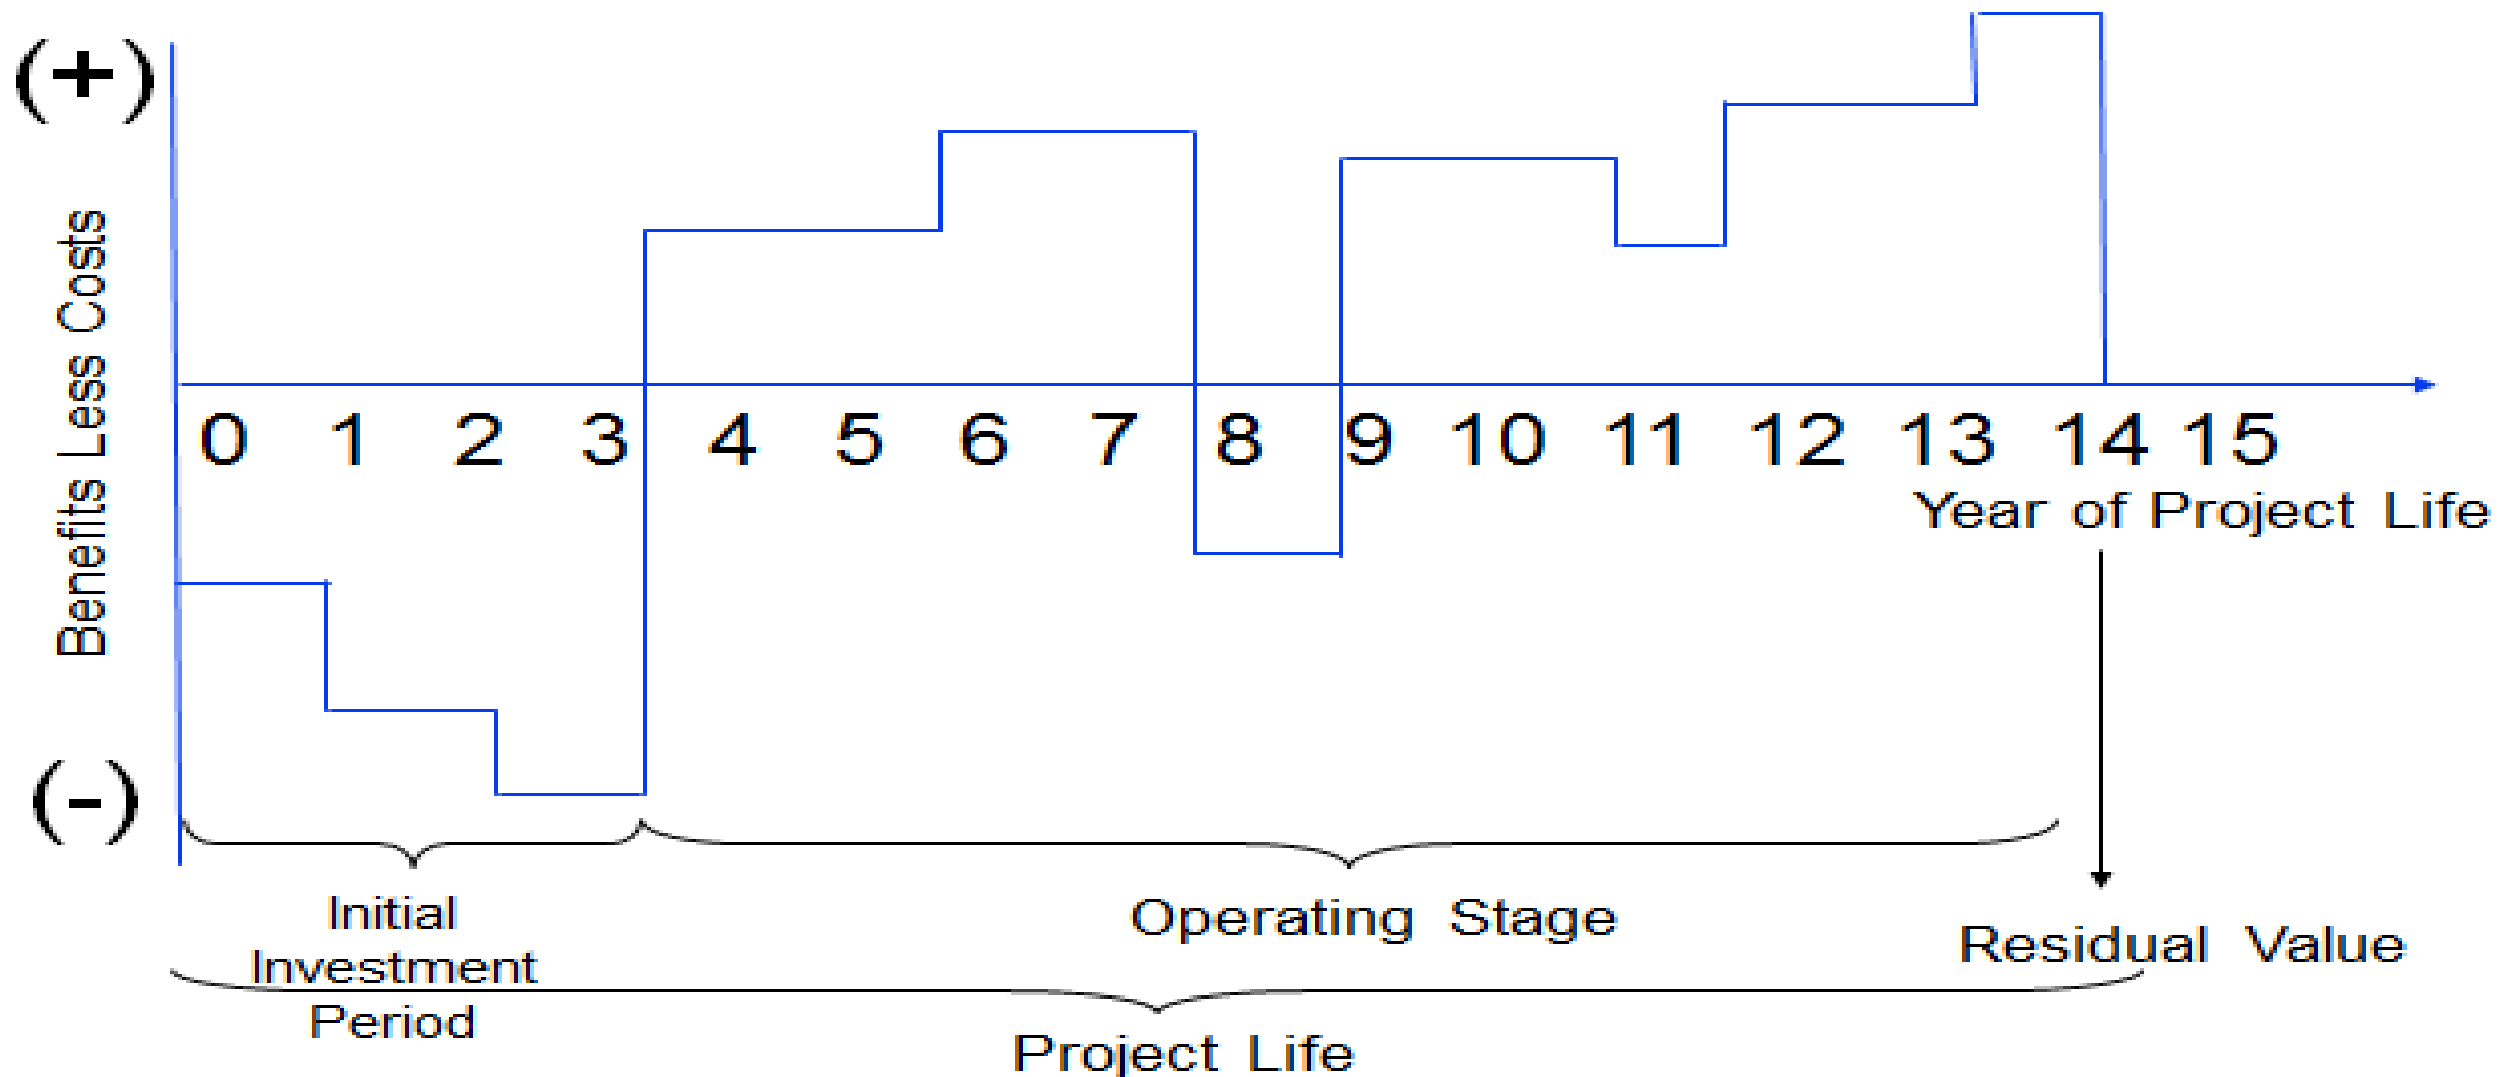 (+)
Benefits Less Costs
0 1 2 3 4 5 6 7 8 9 10 11 12 13 14 15
Year of Project Life
(-)
Initial
Investment
Period
Operating Stage
Residual Value
Project Life